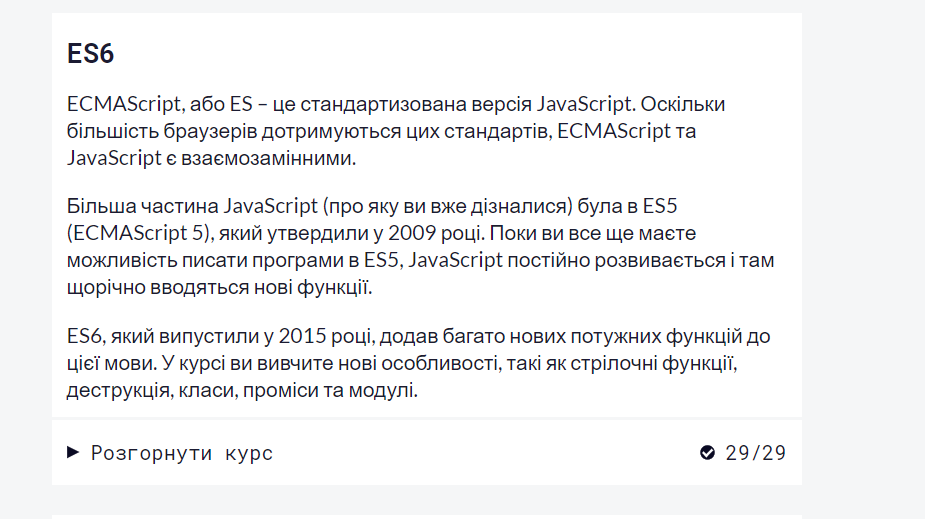 ES6
ECMAScript, або ES – це стандартизована версія JavaScript. Оскільки
більшість браузерів дотримуються цих стандартів, ECMAScript та
JavaScript є взаємозамінними.
Більша частина JavaScript (про яку ви вже дізналися) була в ES5
(ECMAScript 5), який утвердили у 2009 році. Поки ви все ще маєте
можливість писати програми в ES5, JavaScript постійно розвивається і там
щорічно вводяться нові функції.
ES6, який випустили у 2015 році, додав багато нових потужних функцій до
цієї мови. У курсі ви вивчите нові особливості, такі як стрілочні функції,
деструкція, класи, проміси та модулі.
Розгорнути курс 29/29